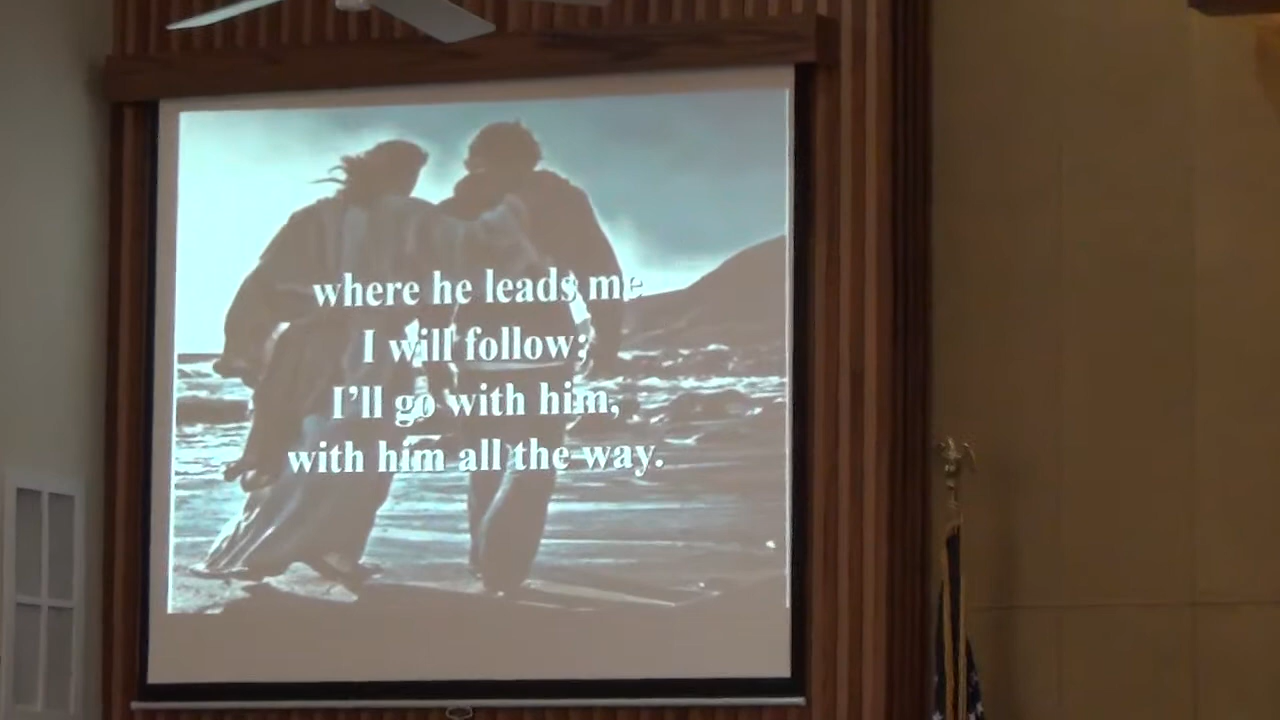 where he leads me
I will follow;
I’ll go with him,
with him all the way.